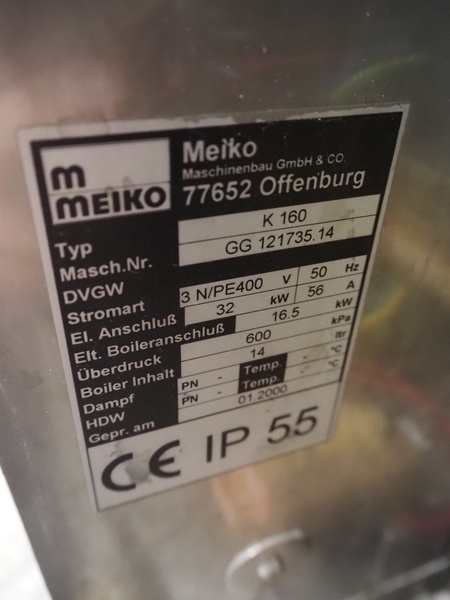 m
MEIKO
Meiko
Maschinenbau GmbH & CO.
77652 Offenburg
Typ K 160
Masch.Nr. GG 121735.14
DVGW
Stromart 3 N/PE400 V 50 Hz
El. Anschluß 32 kW 56 A
Elt. Boileranschluß 16.5 kW
Überdruck 600 kPa
Boiler Inhalt 14 ltr
Dampf PN - Temp. - °C
HDW PN - Temp. - °C
Gepr. am 01.2000
CE IP 55